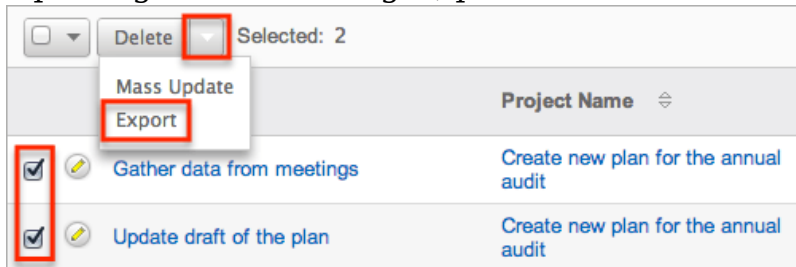 Delete Selected: 2
Mass Update
Export
Project Name
Gather data from meetings
Create new plan for the annual
audit
Update draft of the plan
Create new plan for the annual
audit